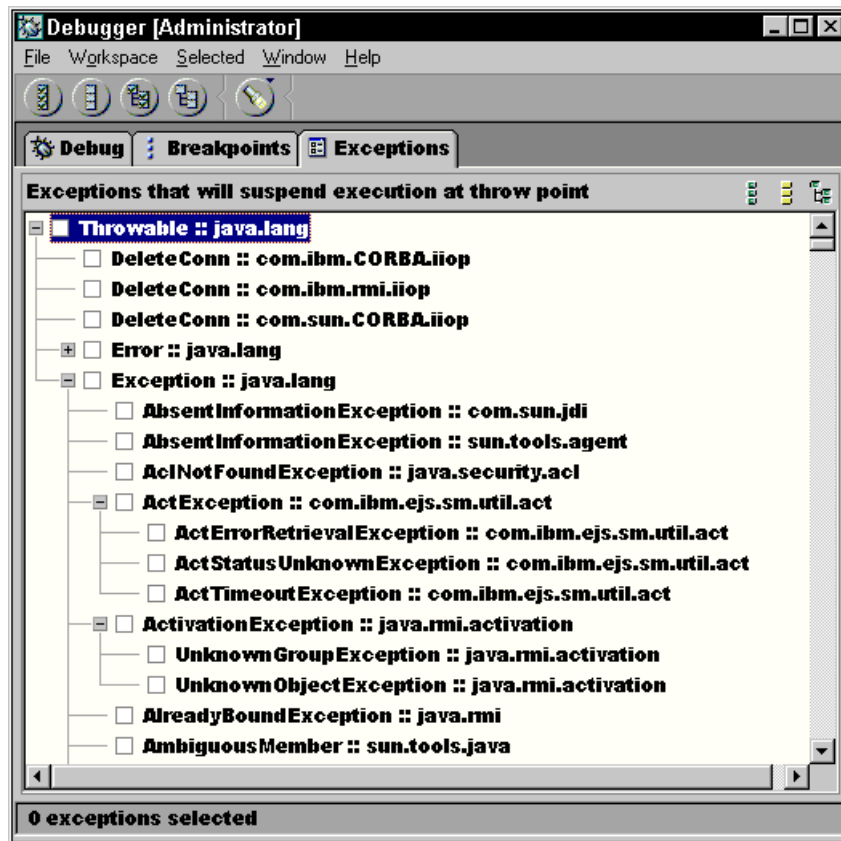 Debugger [Administrator]
File Workspace Selected Window Help
Debug Breakpoints Exceptions
Exceptions that will suspend execution at throw point
Throwable :: java.lang
DeleteConn :: com.ibm.CORBA.iiop
DeleteConn :: com.ibm.rmi.iiop
DeleteConn :: com.sun.CORBA.iiop
Error :: java.lang
Exception :: java.lang
AbsentInformationException :: com.sun.jdi
AbsentInformationException :: sun.tools.agent
AclNotFoundException :: java.security.acl
ActException :: com.ibm.ejs.sm.util.act
ActErrorRetrievalException :: com.ibm.ejs.sm.util.act
ActStatusUnknownException :: com.ibm.ejs.sm.util.act
ActTimeoutException :: com.ibm.ejs.sm.util.act
ActivationException :: java.rmi.activation
UnknownGroupException :: java.rmi.activation
UnknownObjectException :: java.rmi.activation
AlreadyBoundException :: java.rmi
AmbiguousMember :: sun.tools.java
0 exceptions selected